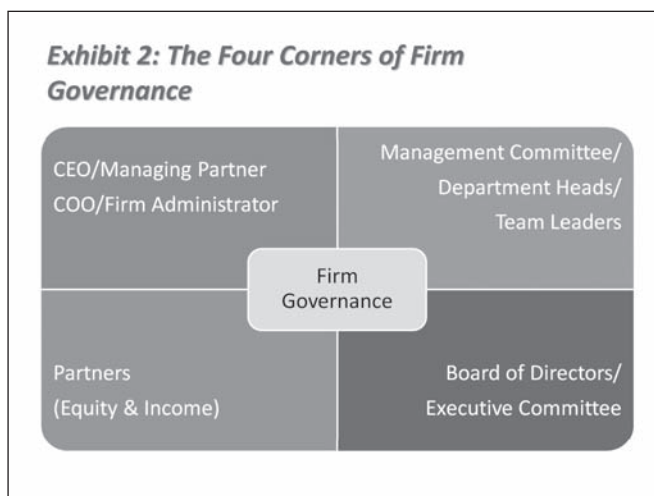 Exhibit 2: The Four Corners of Firm
Governance
CEO/Managing Partner
COO/Firm Administrator
Management Committee/
Department Heads/
Team Leaders
Firm
Governance
Partners
(Equity & Income)
Board of Directors/
Executive Committee